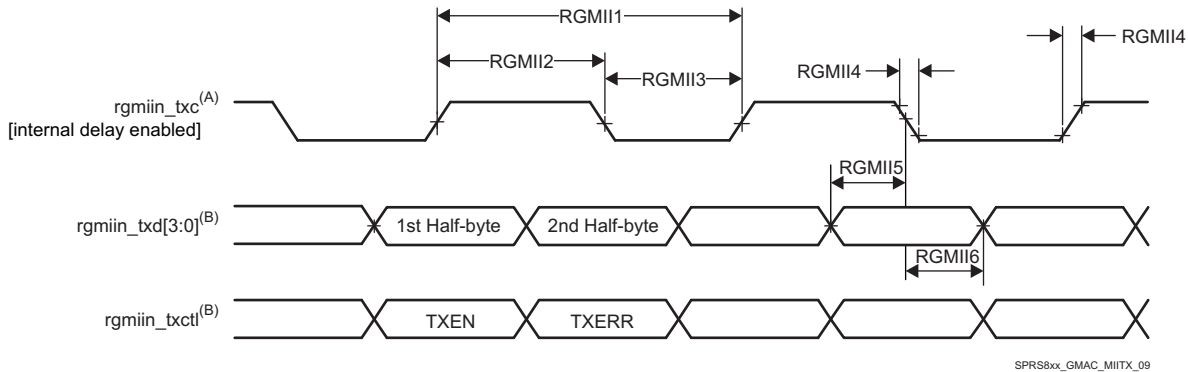 RGMII1
RGMII2
RGMII3
RGMII4
RGMII4
rgmiin_txc(A)
[internal delay enabled]
RGMII5
rgmiin_txd[3:0](B)
1st Half-byte
2nd Half-byte
RGMII6
rgmiin_txctl(B)
TXEN
TXERR
SPRS8xx_GMAC_MIITX_09